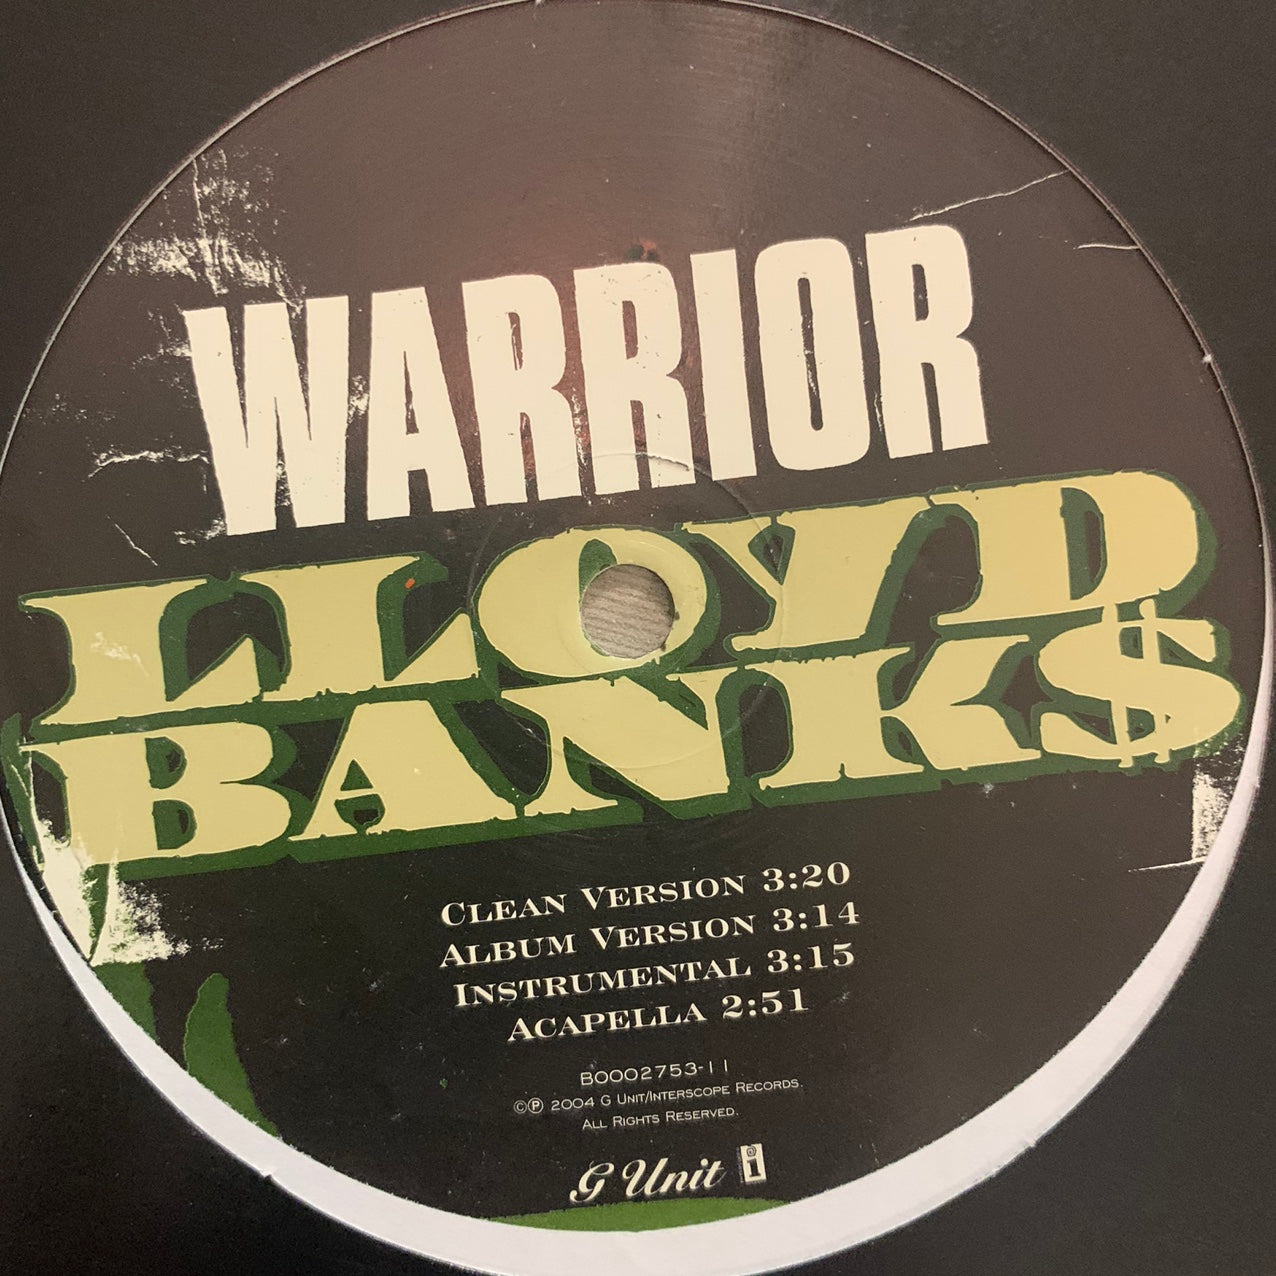 WARRIOR
LLOYD
BANK$
CLEAN VERSION 3:20
ALBUM VERSION 3:14
INSTRUMENTAL 3:15
ACAPELLA 2:51
B0002753-11
©℗ 2004 G UNIT/INTERSCOPE RECORDS.
ALL RIGHTS RESERVED.
G Unit i